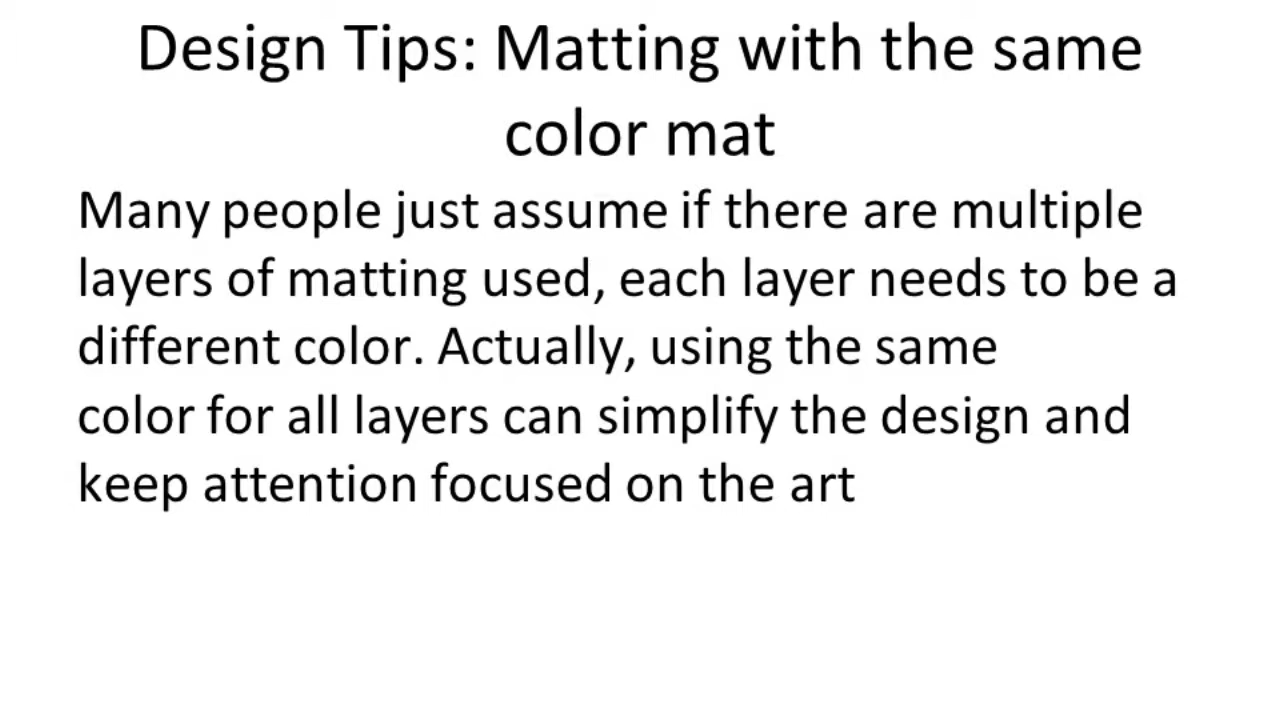 Design Tips: Matting with the same
color mat
Many people just assume if there are multiple
layers of matting used, each layer needs to be a
different color. Actually, using the same
color for all layers can simplify the design and
keep attention focused on the art